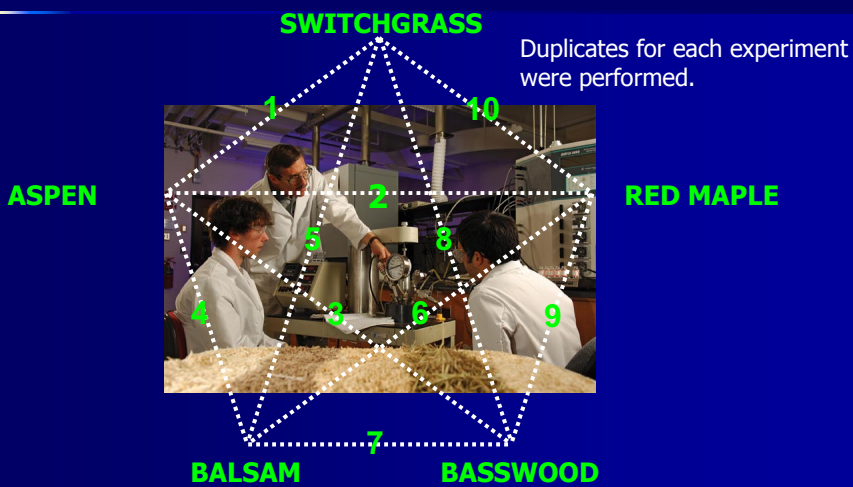 SWITCHGRASS
Duplicates for each experiment
were performed.
1
10
ASPEN
2
RED MAPLE
5
8
4
3
6
9
7
BALSAM
BASSWOOD